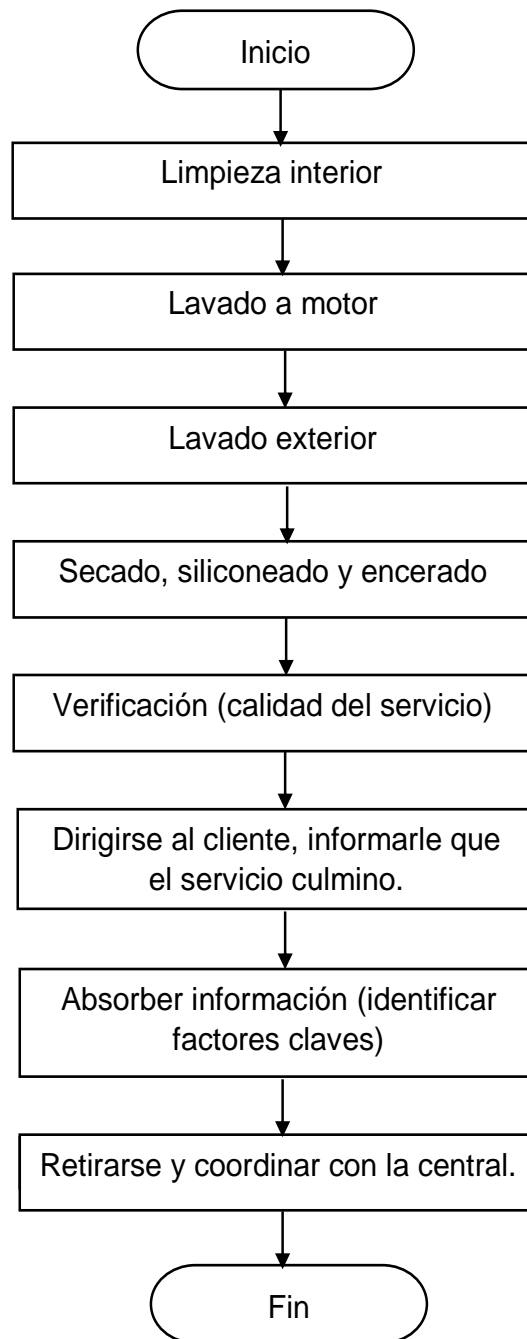 Inicio
Limpieza interior
Lavado a motor
Lavado exterior
Secado, siliconeado y encerado
Verificación (calidad del servicio)
Dirigirse al cliente, informarle que
el servicio culmino.
Absorber información (identificar
factores claves)
Retirarse y coordinar con la central.
Fin